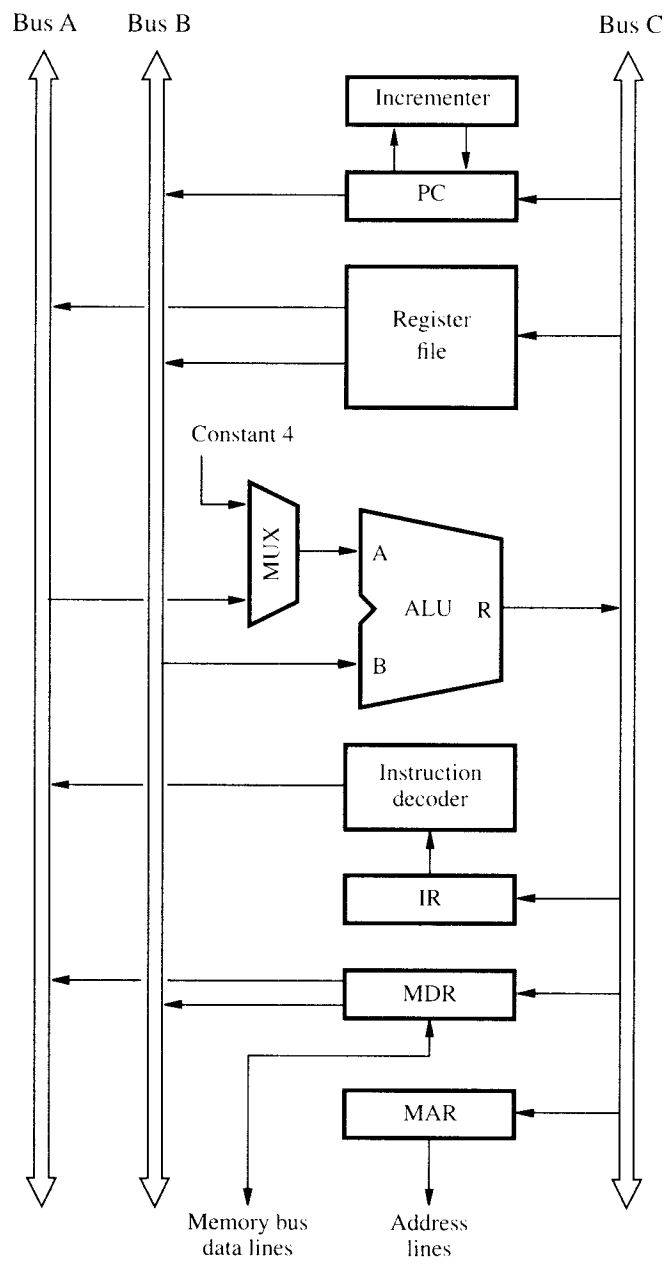 Bus A
Bus B
Bus C
Incrementer
PC
Register
file
Constant 4
MUX
A
ALU
R
B
Instruction
decoder
IR
MDR
MAR
Memory bus
data lines
Address
lines